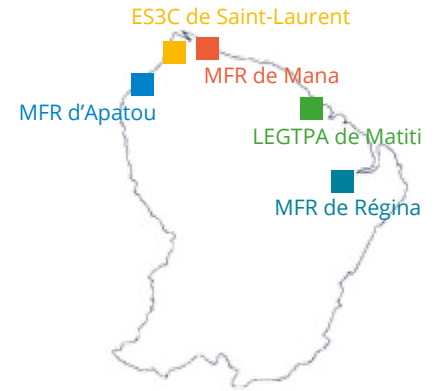 ES3C de Saint-Laurent
MFR de Mana
MFR d’Apatou
LEGTPA de Matiti
MFR de Régina